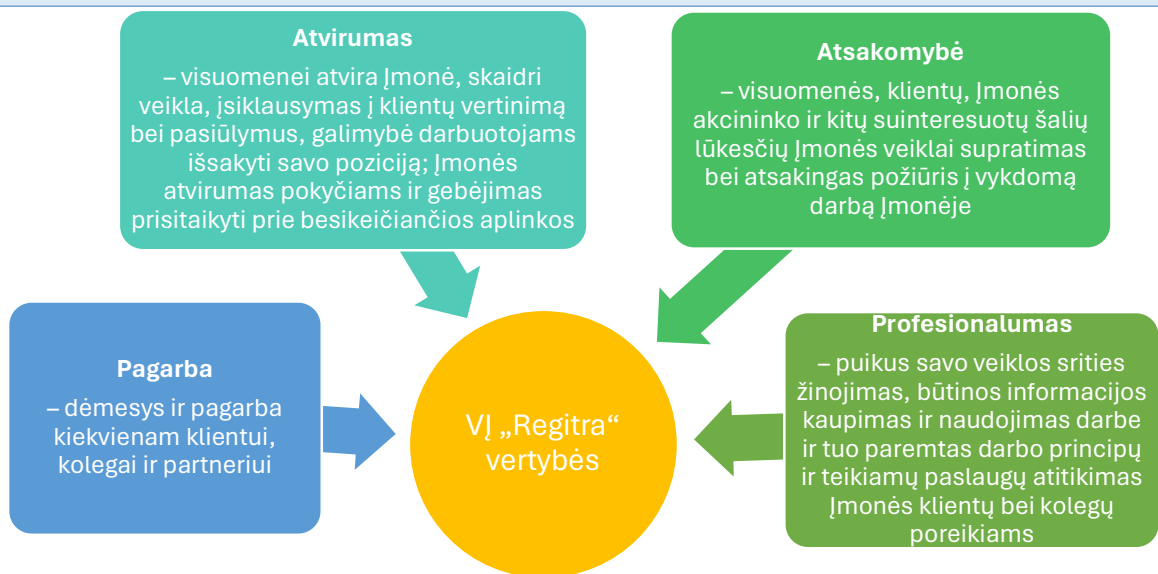 Atvirumas
– visuomenei atvira Įmonė, skaidri
veikla, įsiklausymas į klientų vertinimą
bei pasiūlymus, galimybė darbuotojams
išsakyti savo poziciją; Įmonės
atvirumas pokyčiams ir gebėjimas
prisitaikyti prie besikeičiančios aplinkos
Atsakomybė
– visuomenės, klientų, Įmonės
akcininko ir kitų suinteresuotų šalių
lūkesčių Įmonės veiklai supratimas
bei atsakingas požiūris į vykdomą
darbą Įmonėje
Pagarba
– dėmesys ir pagarba
kiekvienam klientui,
kolegai ir partneriui
VĮ „Regitra“
vertybės
Profesionalumas
– puikus savo veiklos srities
žinojimas, būtinos informacijos
kaupimas ir naudojimas darbe
ir tuo paremtas darbo principų
ir teikiamų paslaugų atitikimas
Įmonės klientų bei kolegų
poreikiams